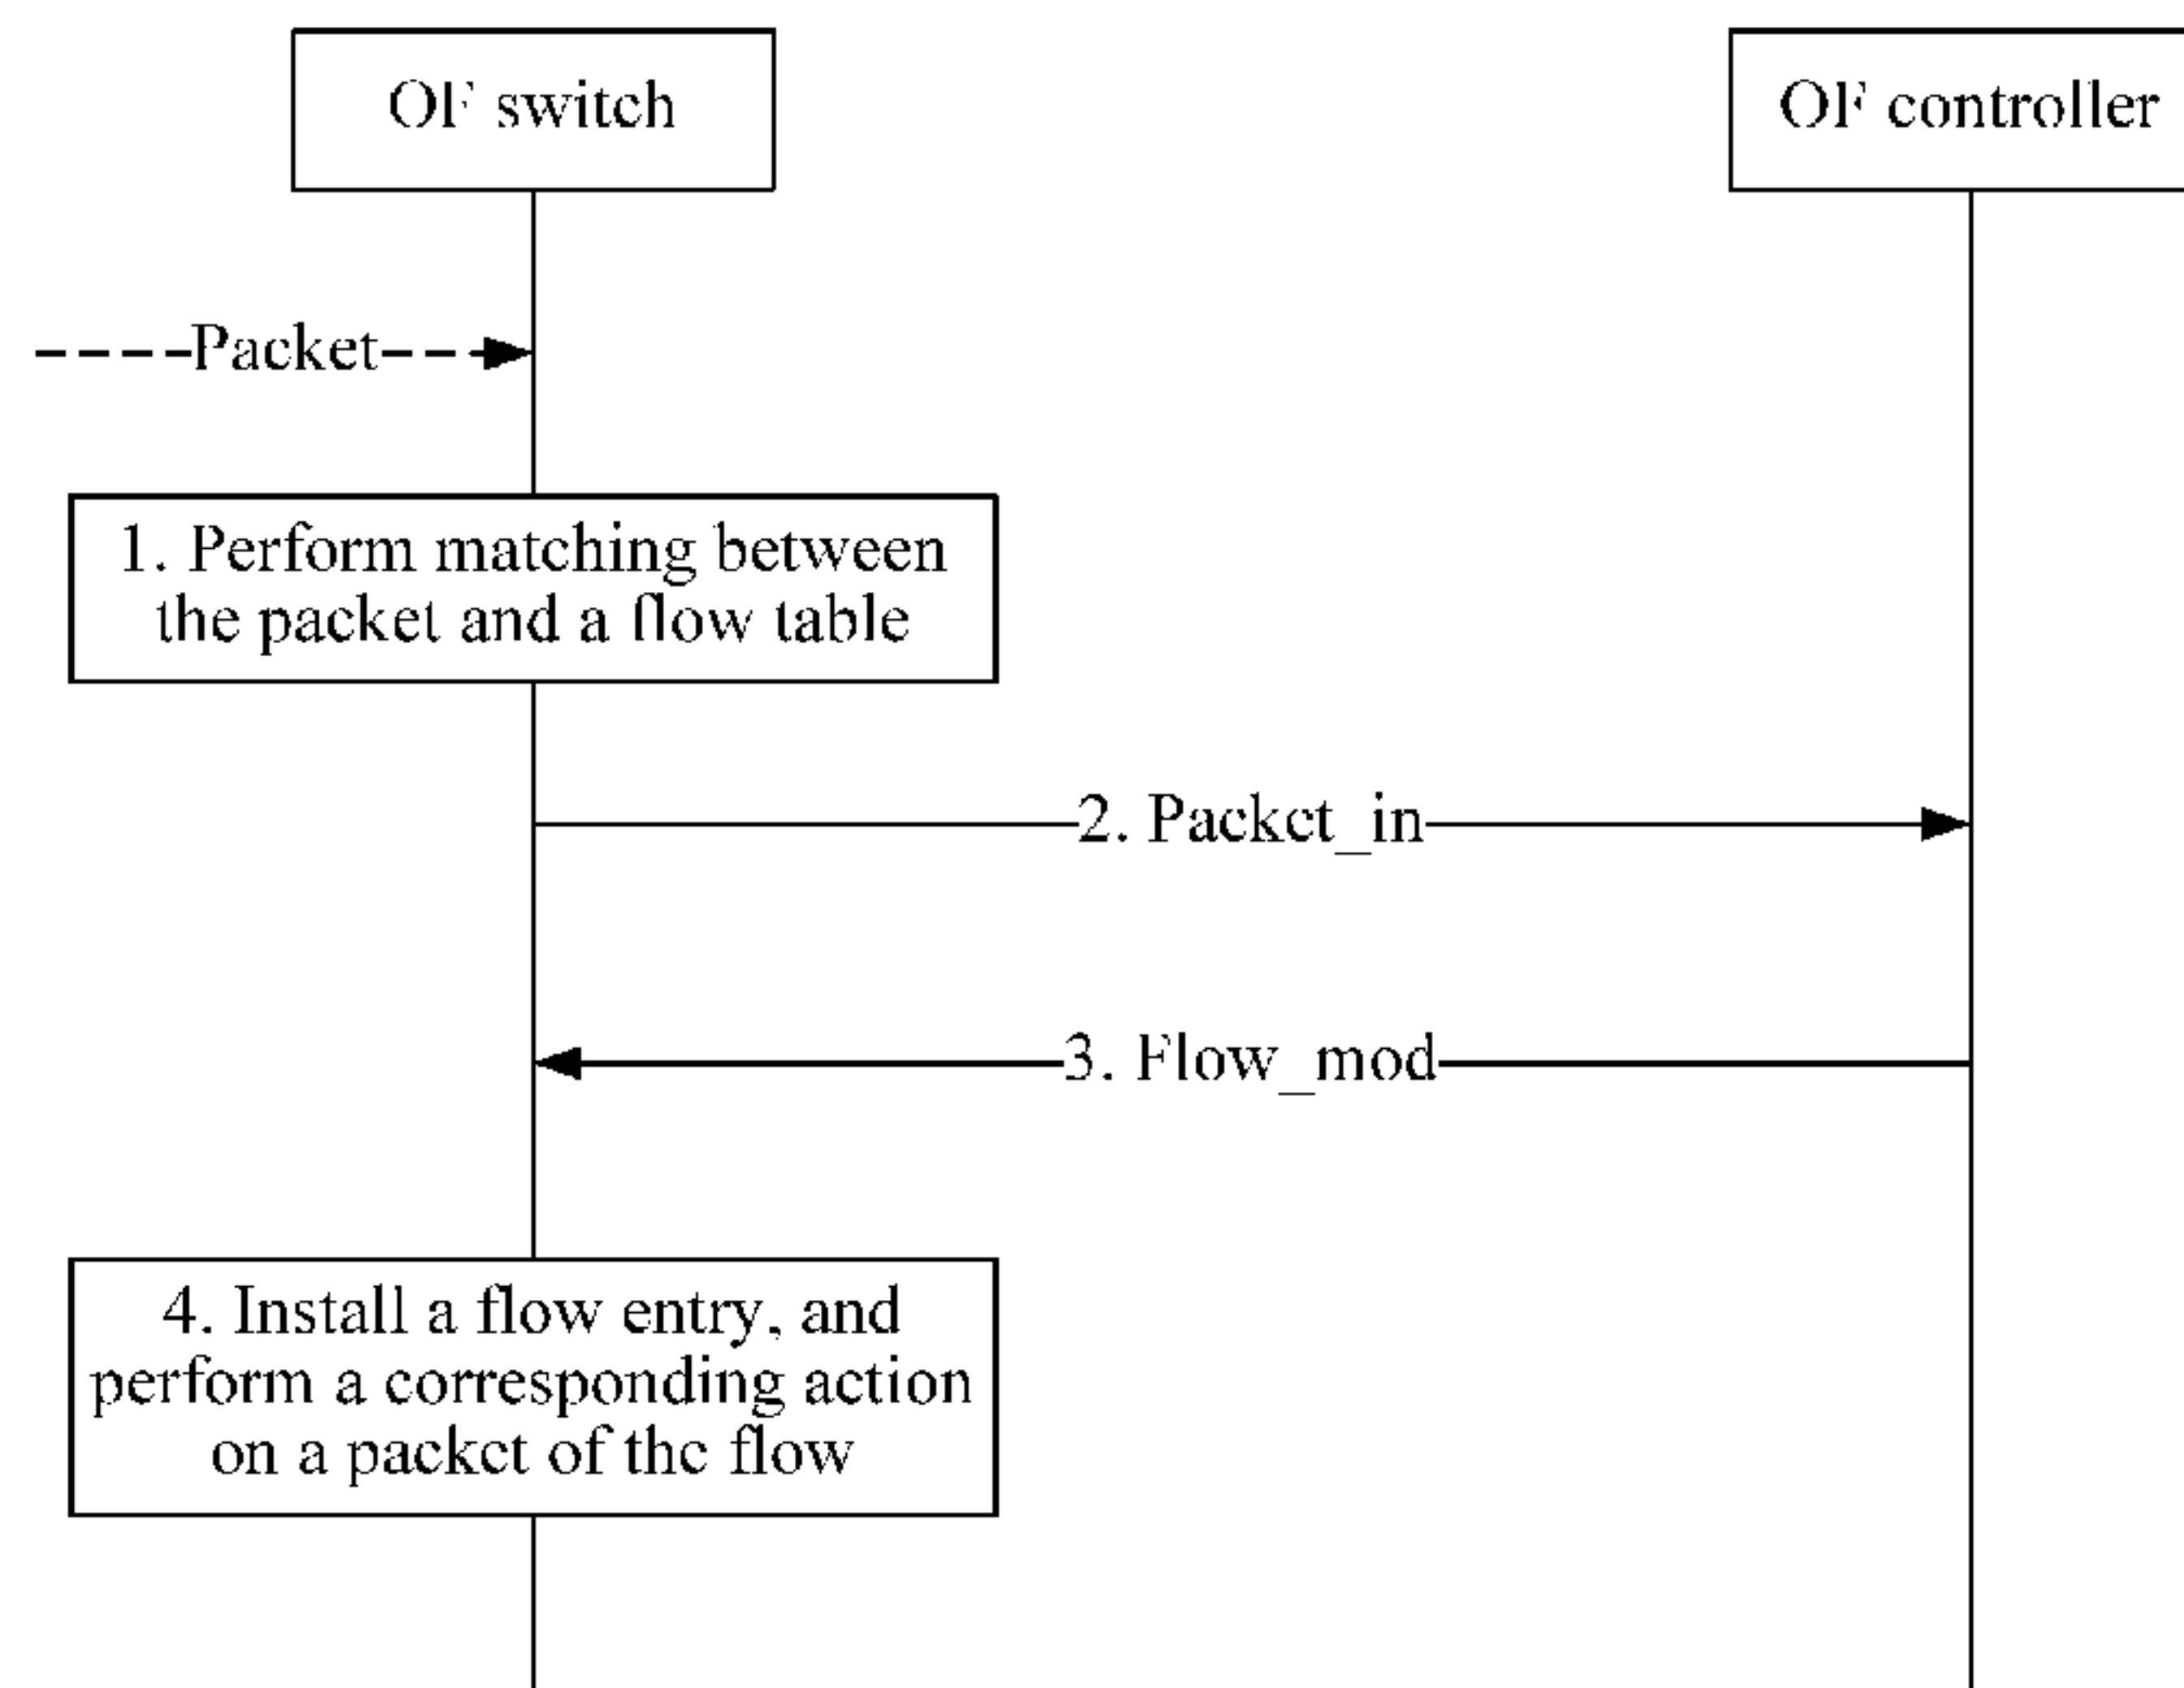 OF switch
OF controller
Packet
1. Perform matching between
the packet and a flow table
2. Packet_in
3. Flow_mod
4. Install a flow entry, and
perform a corresponding action
on a packet of the flow